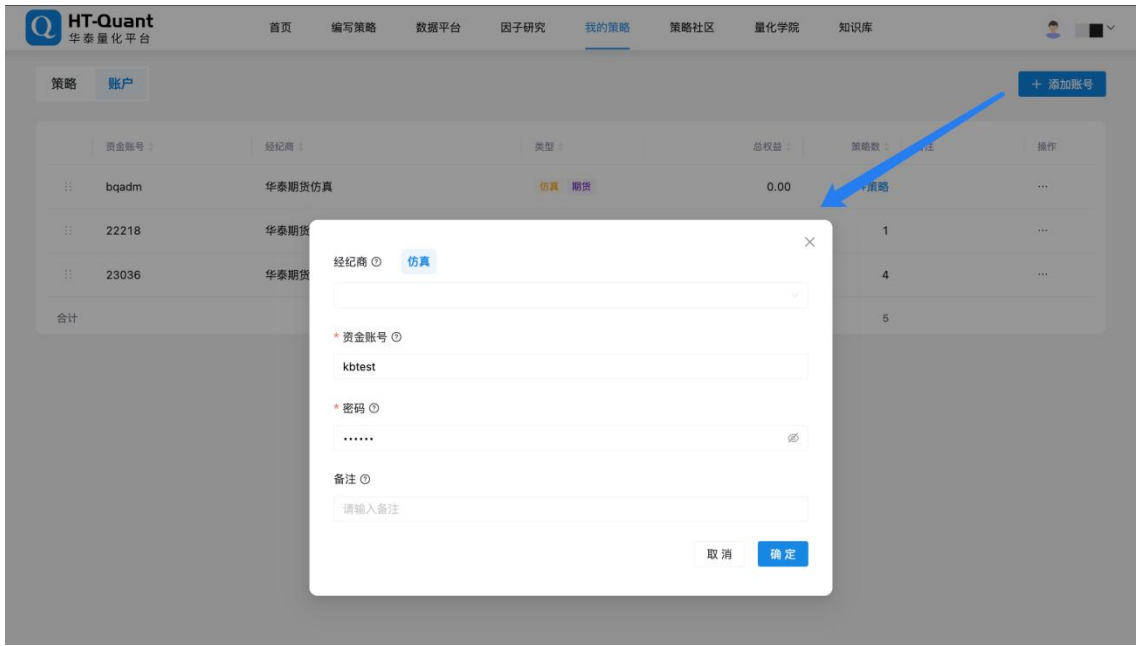 HT-Quant
华泰量化平台
首页 编写策略 数据平台 因子研究 我的策略 策略社区 量化学院 知识库
策略 账户
+ 添加账号
资金账号 经纪商 类型 总权益 策略数 操作
bqadm 华泰期货仿真 仿真 期货 0.00 策略 ...
22218 华泰期货 1 ...
23036 华泰期货 4 ...
合计 5
经纪商 仿真
* 资金账号
kbtest
* 密码
••••••
备注
请输入备注
取消 确定